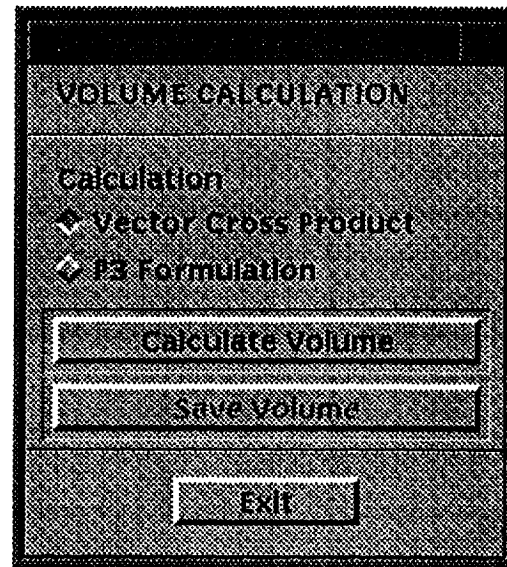 VOLUME CALCULATION
Calculation
Vector Cross Product
P3 Formulation
Calculate Volume
Save Volume
Exit